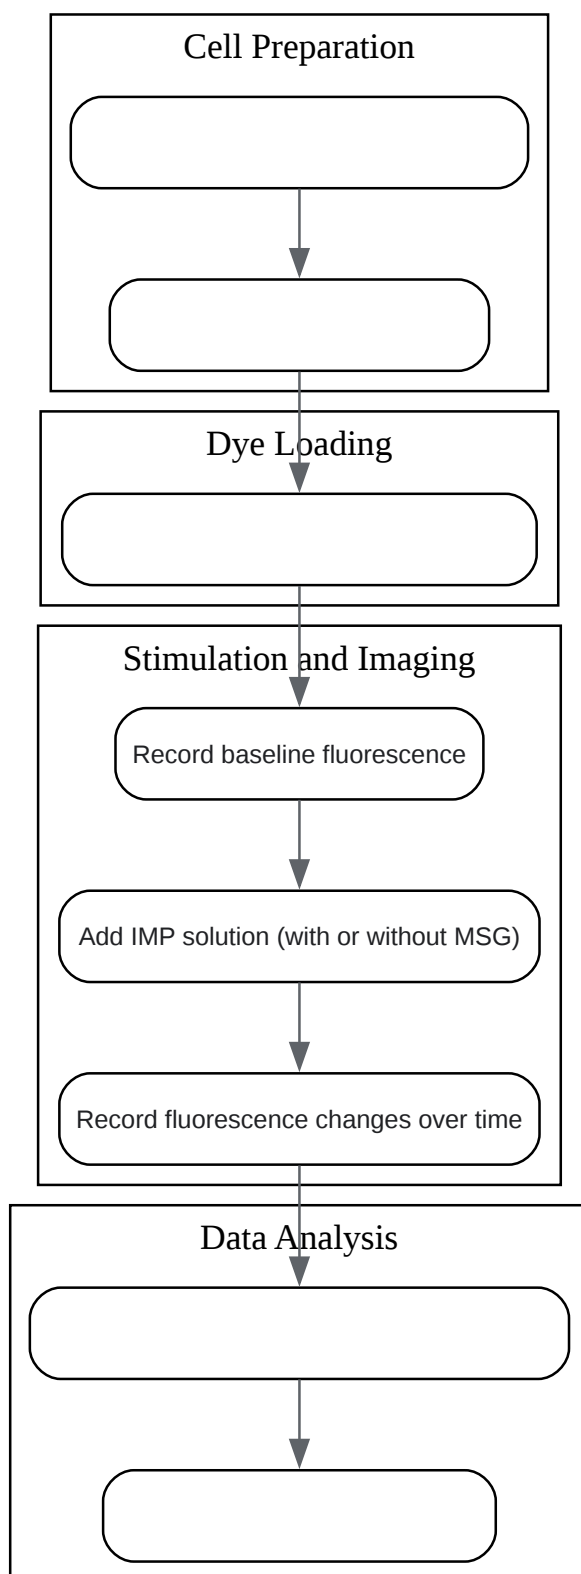 Cell Preparation
Dye Loading
Stimulation and Imaging
Record baseline fluorescence
Add IMP solution (with or without MSG)
Record fluorescence changes over time
Data Analysis